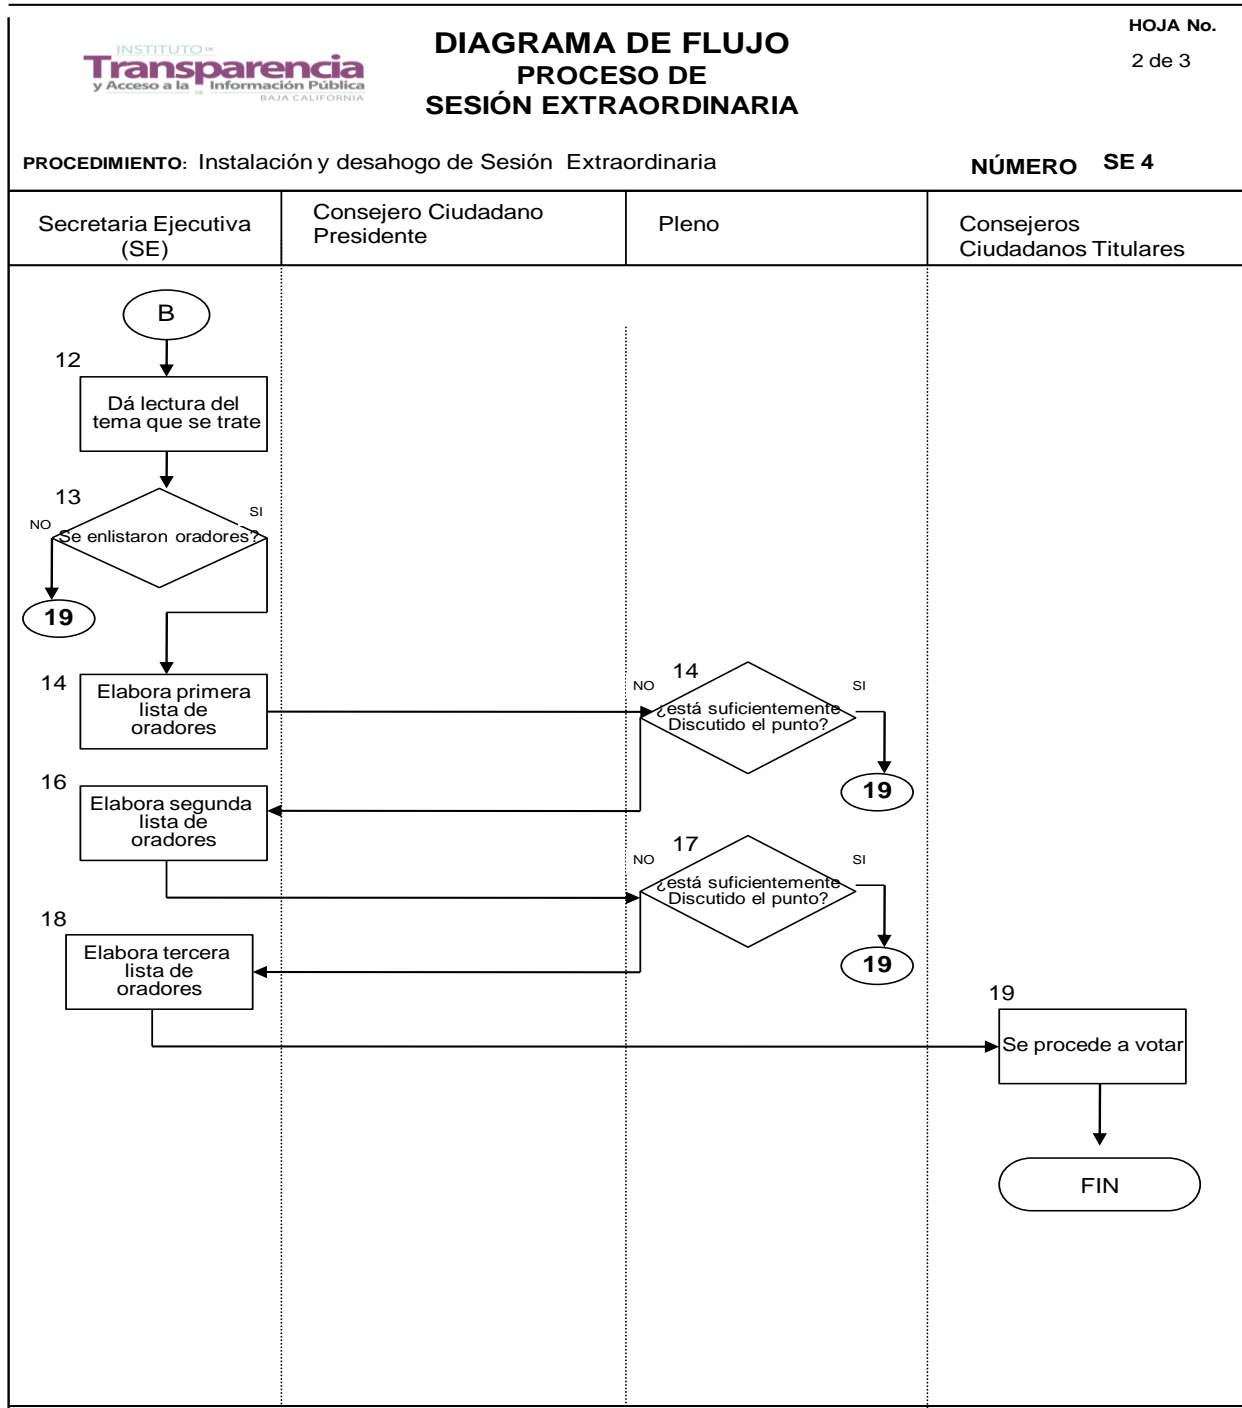 HOJA No.
2 de 3
INSTITUTO DE
Transparencia
y Acceso a la Información Pública
DE
BAJA CALIFORNIA
DIAGRAMA DE FLUJO
PROCESO DE
SESIÓN EXTRAORDINARIA
PROCEDIMIENTO: Instalación y desahogo de Sesión Extraordinaria
NÚMERO SE 4
Secretaria Ejecutiva
(SE)
Consejero Ciudadano
Presidente
Pleno
Consejeros
Ciudadanos Titulares
B
12
Dá lectura del
tema que se trate
13
NO
SI
Se enlistaron oradores?
19
14
Elabora primera
lista de
oradores
14
NO
SI
¿está suficientemente
Discutido el punto?
19
16
Elabora segunda
lista de
oradores
17
NO
SI
¿está suficientemente
Discutido el punto?
19
18
Elabora tercera
lista de
oradores
19
Se procede a votar
FIN